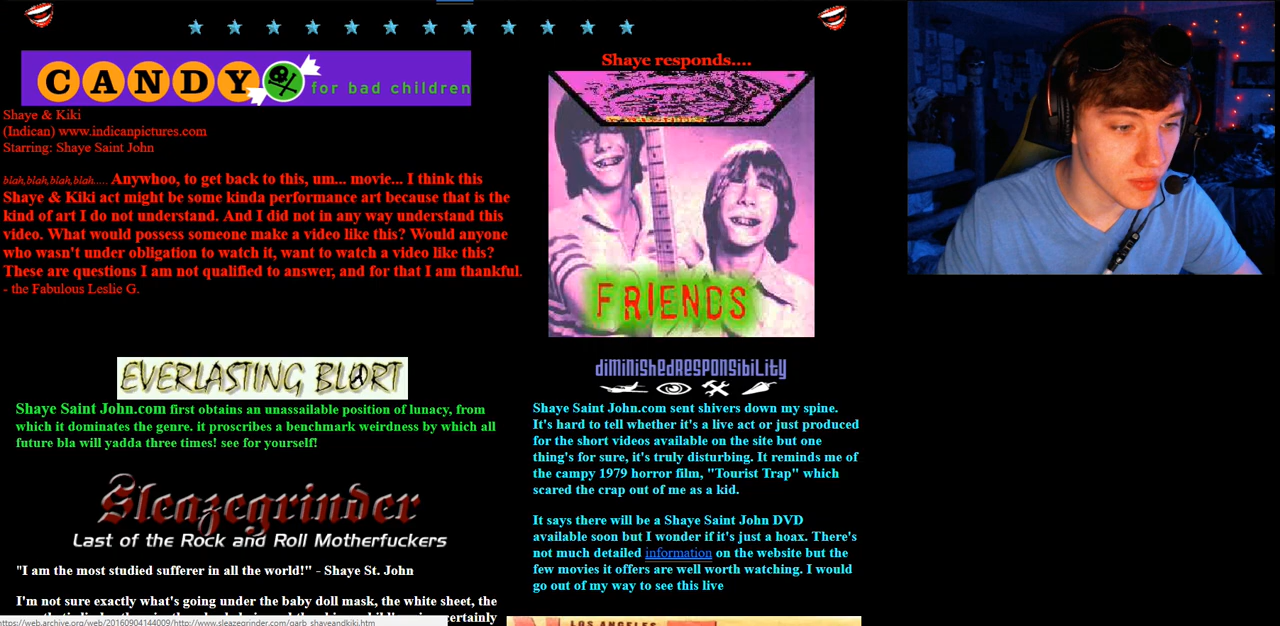 CANDY for bad children
Shaye & Kiki
(Indican) www.indicanpictures.com
Starring: Shaye Saint John
blah,blah,blah,blah..... Anywhoo, to get back to this, um... movie... I think this
Shaye & Kiki act might be some kinda performance art because that is the
kind of art I do not understand. And I did not in any way understand this
video. What would possess someone make a video like this? Would anyone
who wasn't under obligation to watch it, want to watch a video like this?
These are questions I am not qualified to answer, and for that I am thankful.
- the Fabulous Leslie G.
Shaye responds....
FRIENDS
EVERLASTING BLORT
Shaye Saint John.com first obtains an unassailable position of lunacy, from
which it dominates the genre. it proscribes a benchmark weirdness by which all
future bla will yadda three times! see for yourself!
Sleazegrinder
Last of the Rock and Roll Motherfuckers
"I am the most studied sufferer in all the world!" - Shaye St. John
I'm not sure exactly what's going under the baby doll mask, the white sheet, the
certainly
https://web.archive.org/web/20160904144009/http://www.sleazegrinder.com/garb_shayeandkiki.htm
diminishedresponsibility
Shaye Saint John.com sent shivers down my spine.
It's hard to tell whether it's a live act or just produced
for the short videos available on the site but one
thing's for sure, it's truly disturbing. It reminds me of
the campy 1979 horror film, "Tourist Trap" which
scared the crap out of me as a kid.
It says there will be a Shaye Saint John DVD
available soon but I wonder if it's just a hoax. There's
not much detailed information on the website but the
few movies it offers are well worth watching. I would
go out of my way to see this live
LOS ANGELES